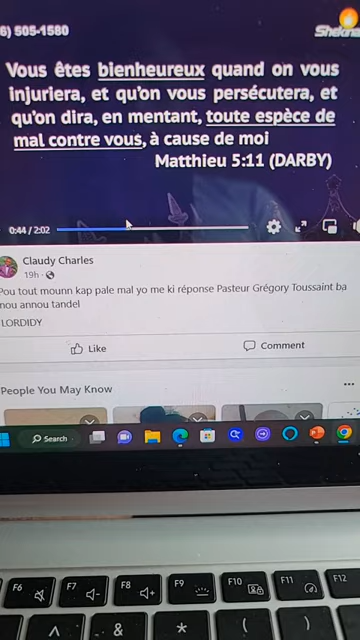 6) 505-1580
Shekina
Vous êtes bienheureux quand on vous
injuriera, et qu'on vous persécutera, et
qu'on dira, en mentant, toute espèce de
mal contre vous, à cause de moi
Matthieu 5:11 (DARBY)
0:44 / 2:02
Claudy Charles
19h
Pou tout mounn kap pale mal yo me ki réponse Pasteur Grégory Toussaint ba
nou annou tandel
LORDIDY
Like
Comment
People You May Know
Search
F6
F7
F8
F9
F10
F11
F12
^
&
*
(
)